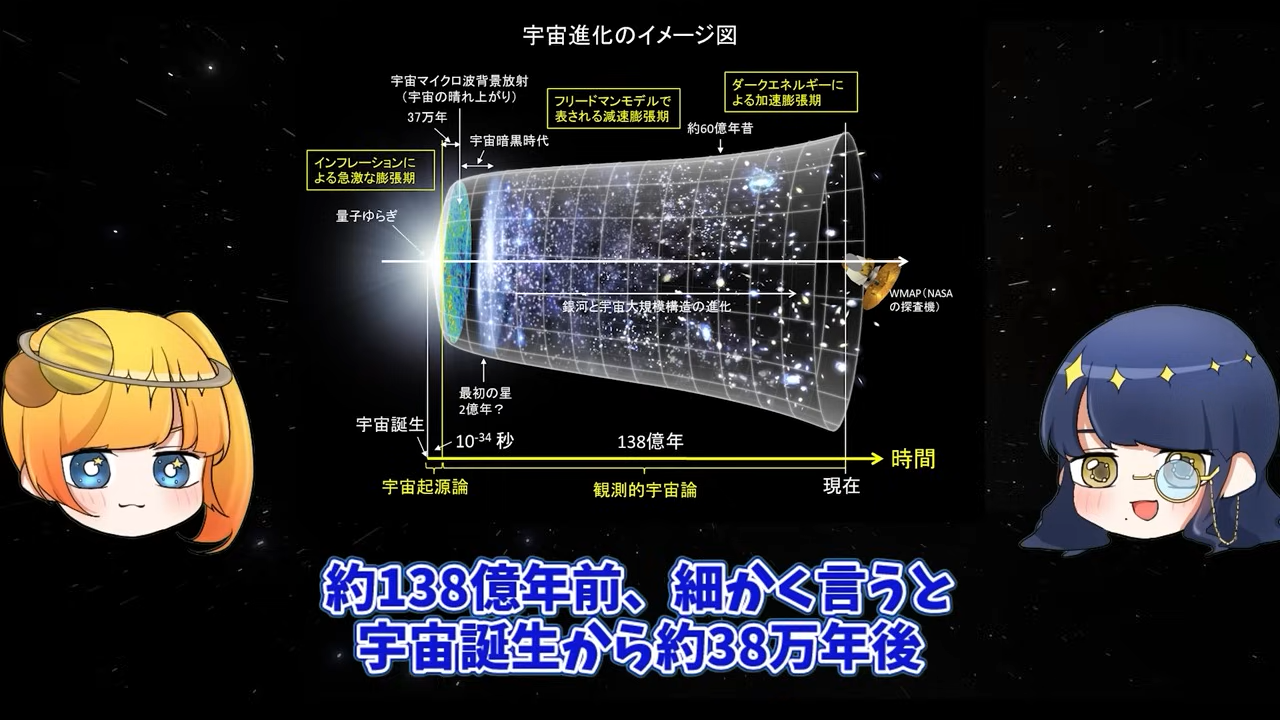 宇宙進化のイメージ図
宇宙マイクロ波背景放射
（宇宙の晴れ上がり）
37万年
宇宙暗黒時代
フリードマンモデルで
表される減速膨張期
ダークエネルギーに
よる加速膨張期
約60億年昔
インフレーションに
よる急激な膨張期
量子ゆらぎ
銀河と宇宙大規模構造の進化
WMAP（NASA
の探査機）
最初の星
2億年？
宇宙誕生
10-34 秒
138億年
時間
宇宙起源論
観測的宇宙論
現在
約138億年前、細かく言うと
宇宙誕生から約38万年後